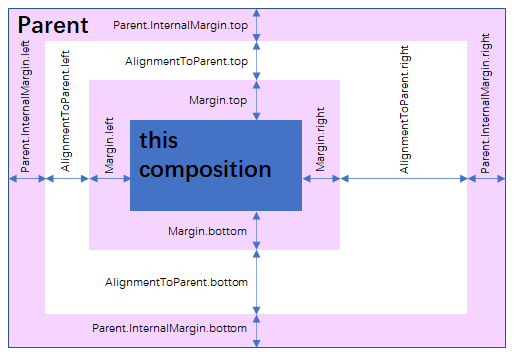 Parent
Parent.InternalMargin.top
AlignmentToParent.top
Margin.top
Parent.InternalMargin.left
AlignmentToParent.left
Margin.left
this
composition
Margin.right
AlignmentToParent.right
Parent.InternalMargin.right
Margin.bottom
AlignmentToParent.bottom
Parent.InternalMargin.bottom